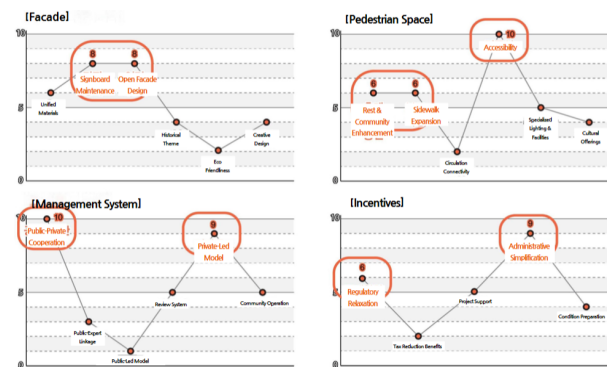 [Facade]
10
5
0
8
8
Signboard
Maintenance
Open Facade
Design
Unified
Materials
Historical
Theme
Eco
Friendliness
Creative
Design
[Pedestrian Space]
10
5
0
10
Accessibility
6
6
Rest &
Community
Enhancement
Sidewalk
Expansion
Circulation
Connectivity
Specialized
Lighting &
Facilities
Cultural
Offerings
[Management System]
10
5
0
10
Public-Private
Cooperation
9
Private-Led
Model
Public-Expert
Linkage
Public-Led Model
Review System
Community Operation
[Incentives]
10
5
0
6
Regulatory
Relaxation
9
Administrative
Simplification
Tax Reduction Benefits
Project Support
Condition Preparation